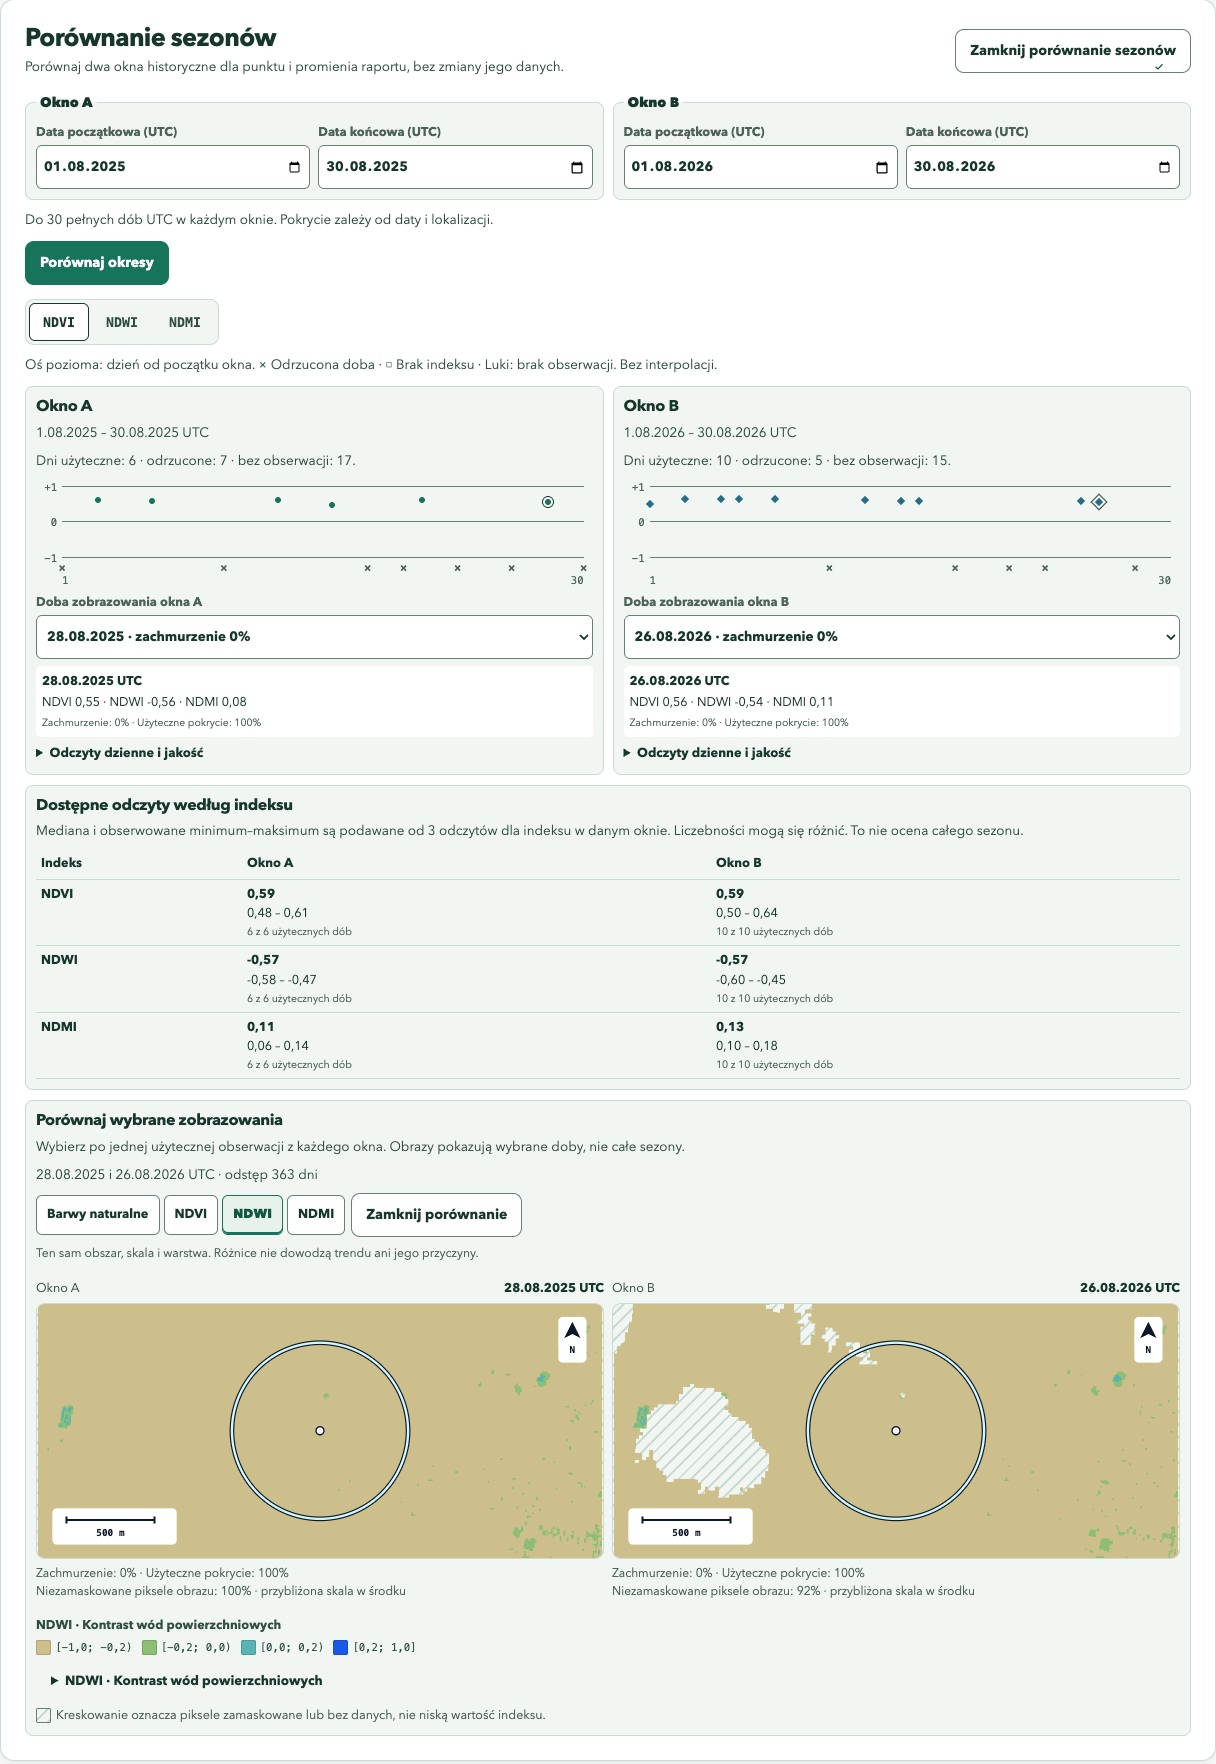 Porównanie sezonów
Porównaj dwa okna historyczne dla punktu i promienia raportu, bez zmiany jego danych.
Zamknij porównanie sezonów
Okno A
Data początkowa (UTC)
Data końcowa (UTC)
01.08.2025
30.08.2025
Okno B
Data początkowa (UTC)
Data końcowa (UTC)
01.08.2026
30.08.2026
Do 30 pełnych dób UTC w każdym oknie. Pokrycie zależy od daty i lokalizacji.
Porównaj okresy
NDVI NDWI NDMI
Oś pozioma: dzień od początku okna. × Odrzucona doba · ▫ Brak indeksu · Luki: brak obserwacji. Bez interpolacji.
Okno A
1.08.2025 – 30.08.2025 UTC
Dni użyteczne: 6 · odrzucone: 7 · bez obserwacji: 17.
+1
0
−1
1 30
Doba zobrazowania okna A
28.08.2025 · zachmurzenie 0%
28.08.2025 UTC
NDVI 0,55 · NDWI -0,56 · NDMI 0,08
Zachmurzenie: 0% · Użyteczne pokrycie: 100%
Odczyty dzienne i jakość
Okno B
1.08.2026 – 30.08.2026 UTC
Dni użyteczne: 10 · odrzucone: 5 · bez obserwacji: 15.
+1
0
−1
1 30
Doba zobrazowania okna B
26.08.2026 · zachmurzenie 0%
26.08.2026 UTC
NDVI 0,56 · NDWI -0,54 · NDMI 0,11
Zachmurzenie: 0% · Użyteczne pokrycie: 100%
Odczyty dzienne i jakość
Dostępne odczyty według indeksu
Mediana i obserwowane minimum–maksimum są podawane od 3 odczytów dla indeksu w danym oknie. Liczebności mogą się różnić. To nie ocena całego sezonu.
Indeks Okno A Okno B
NDVI 0,59 0,59
0,48 – 0,61 0,50 – 0,64
6 z 6 użytecznych dób 10 z 10 użytecznych dób
NDWI -0,57 -0,57
-0,58 – -0,47 -0,60 – -0,45
6 z 6 użytecznych dób 10 z 10 użytecznych dób
NDMI 0,11 0,13
0,06 – 0,14 0,10 – 0,18
6 z 6 użytecznych dób 10 z 10 użytecznych dób
Porównaj wybrane zobrazowania
Wybierz po jednej użytecznej obserwacji z każdego okna. Obrazy pokazują wybrane doby, nie całe sezony.
28.08.2025 i 26.08.2026 UTC · odstęp 363 dni
Barwy naturalne NDVI NDWI NDMI Zamknij porównanie
Ten sam obszar, skala i warstwa. Różnice nie dowodzą trendu ani jego przyczyny.
Okno A 28.08.2025 UTC
N
500 m
Zachmurzenie: 0% · Użyteczne pokrycie: 100%
Niezamaskowane piksele obrazu: 100% · przybliżona skala w środku
Okno B 26.08.2026 UTC
N
500 m
Zachmurzenie: 0% · Użyteczne pokrycie: 100%
Niezamaskowane piksele obrazu: 92% · przybliżona skala w środku
NDWI · Kontrast wód powierzchniowych
[−1,0; −0,2) [−0,2; 0,0) [0,0; 0,2) [0,2; 1,0]
NDWI · Kontrast wód powierzchniowych
Kreskowanie oznacza piksele zamaskowane lub bez danych, nie niską wartość indeksu.